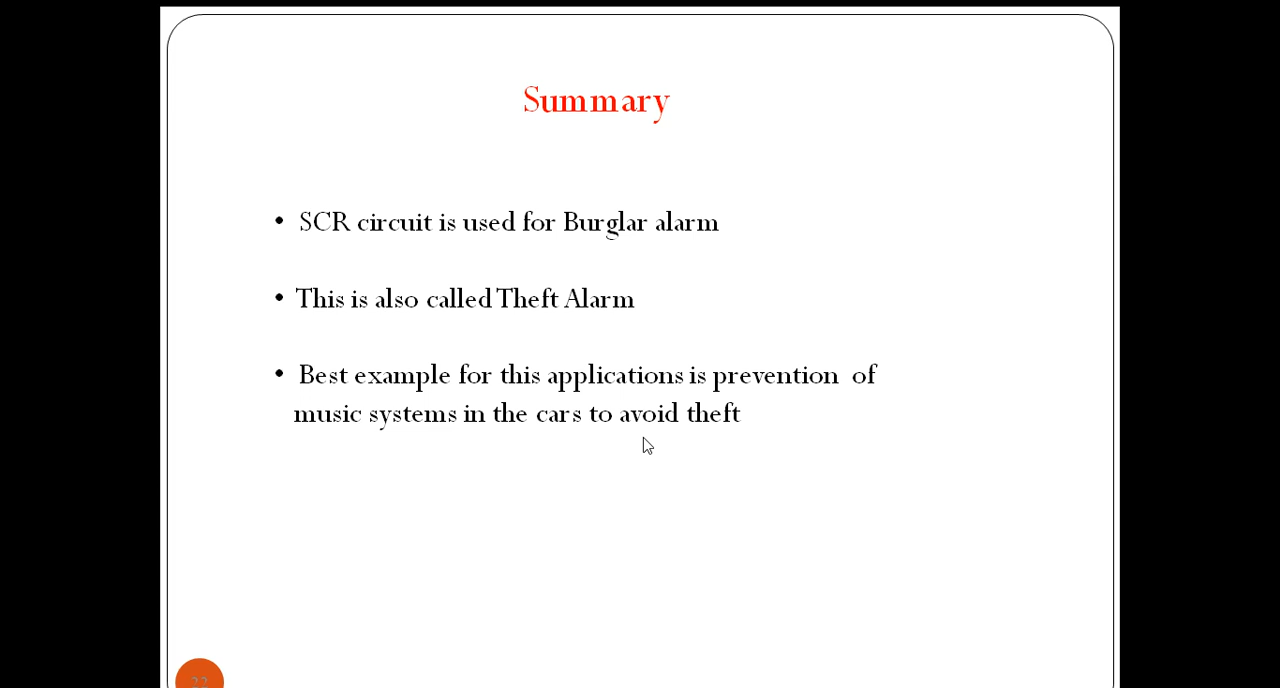 Summary
• SCR circuit is used for Burglar alarm
• This is also called Theft Alarm
• Best example for this applications is prevention of
music systems in the cars to avoid theft
22